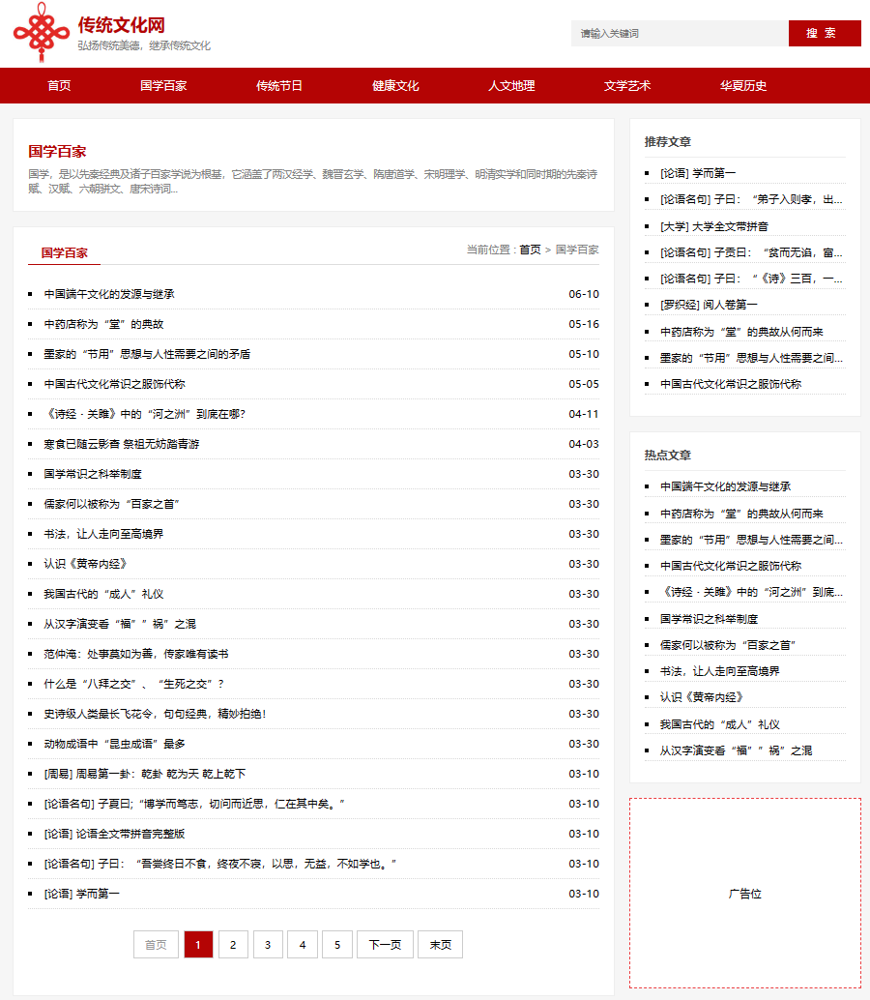 传统文化网
弘扬传统美德，继承传统文化
请输入关键词
搜 索
首页 国学百家 传统节日 健康文化 人文地理 文学艺术 华夏历史
国学百家
国学，是以先秦经典及诸子百家学说为根基，它涵盖了两汉经学、魏晋玄学、隋唐道学、宋明理学、明清实学和同时期的先秦诗
赋、汉赋、六朝骈文、唐宋诗词...
国学百家
当前位置 : 首页 > 国学百家
中国端午文化的发源与继承 06-10
中药店称为“堂”的典故 05-16
墨家的“节用”思想与人性需要之间的矛盾 05-10
中国古代文化常识之服饰代称 05-05
《诗经 · 关雎》中的“河之洲”到底在哪？ 04-11
寒食已随云影杳 祭祖无妨踏青游 04-03
国学常识之科举制度 03-30
儒家何以被称为“百家之首” 03-30
书法，让人走向至高境界 03-30
认识《黄帝内经》 03-30
我国古代的“成人”礼仪 03-30
从汉字演变看“福”“祸”之混 03-30
范仲淹：处事莫如为善，传家唯有读书 03-30
什么是“八拜之交”、“生死之交”？ 03-30
史诗级人类最长飞花令，句句经典，精妙拍绝！ 03-30
动物成语中“昆虫成语”最多 03-30
[周易] 周易第一卦：乾卦 乾为天 乾上乾下 03-10
[论语名句] 子夏曰;“博学而笃志，切问而近思，仁在其中矣。” 03-10
[论语] 论语全文带拼音完整版 03-10
[论语名句] 子曰：“吾尝终日不食，终夜不寝，以思，无益，不如学也。” 03-10
[论语] 学而第一 03-10
首页 1 2 3 4 5 下一页 末页
推荐文章
[论语] 学而第一
[论语名句] 子曰：“弟子入则孝，出...
[大学] 大学全文带拼音
[论语名句] 子贡曰：“贫而无谄，富...
[论语名句] 子曰：“《诗》三百，一...
[罗织经] 阅人卷第一
中药店称为“堂”的典故从何而来
墨家的“节用”思想与人性需要之间...
中国古代文化常识之服饰代称
热点文章
中国端午文化的发源与继承
中药店称为“堂”的典故从何而来
墨家的“节用”思想与人性需要之间...
中国古代文化常识之服饰代称
《诗经 · 关雎》中的“河之洲”到底...
国学常识之科举制度
儒家何以被称为“百家之首”
书法，让人走向至高境界
认识《黄帝内经》
我国古代的“成人”礼仪
从汉字演变看“福”“祸”之混
广告位